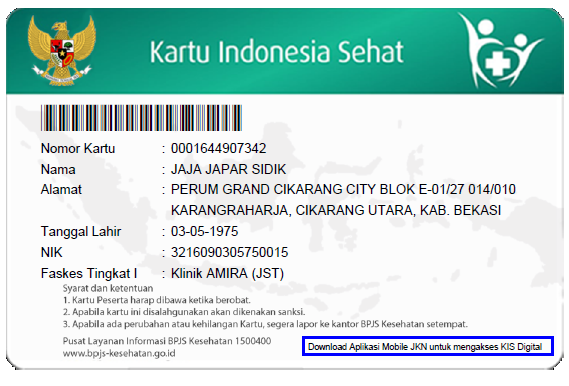 Kartu Indonesia Sehat
Nomor Kartu : 0001644907342
Nama : JAJA JAPAR SIDIK
Alamat : PERUM GRAND CIKARANG CITY BLOK E-01/27 014/010
KARANGRAHARJA, CIKARANG UTARA, KAB. BEKASI
Tanggal Lahir : 03-05-1975
NIK : 3216090305750015
Faskes Tingkat I : Klinik AMIRA (JST)
Syarat dan ketentuan
1. Kartu Peserta harap dibawa ketika berobat.
2. Apabila kartu ini disalahgunakan akan dikenakan sanksi.
3. Apabila ada perubahan atau kehilangan Kartu, segera lapor ke kantor BPJS Kesehatan setempat.
Pusat Layanan Informasi BPJS Kesehatan 1500400
www.bpjs-kesehatan.go.id
Download Aplikasi Mobile JKN untuk mengakses KIS Digital